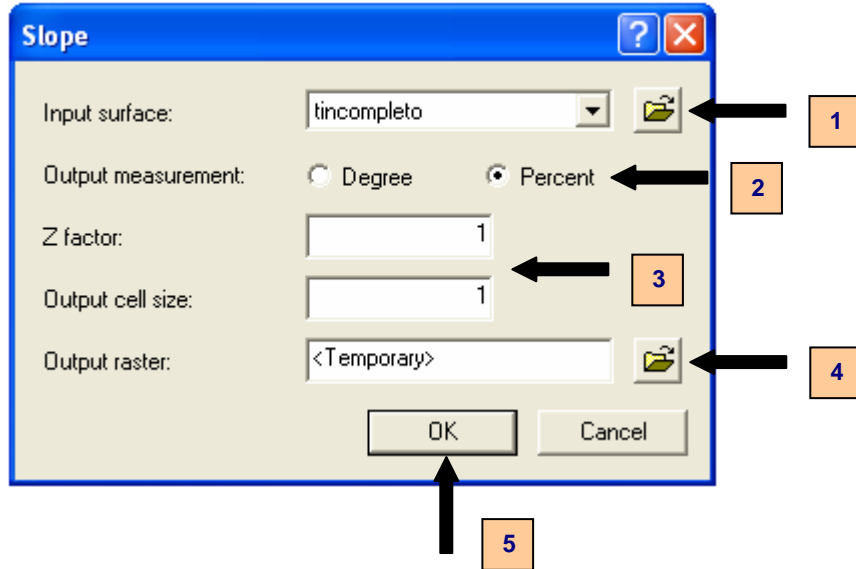 Slope
Input surface: tincompleto
1
Output measurement: Degree Percent
2
Z factor: 1
3
Output cell size: 1
Output raster: <Temporary>
4
OK Cancel
5